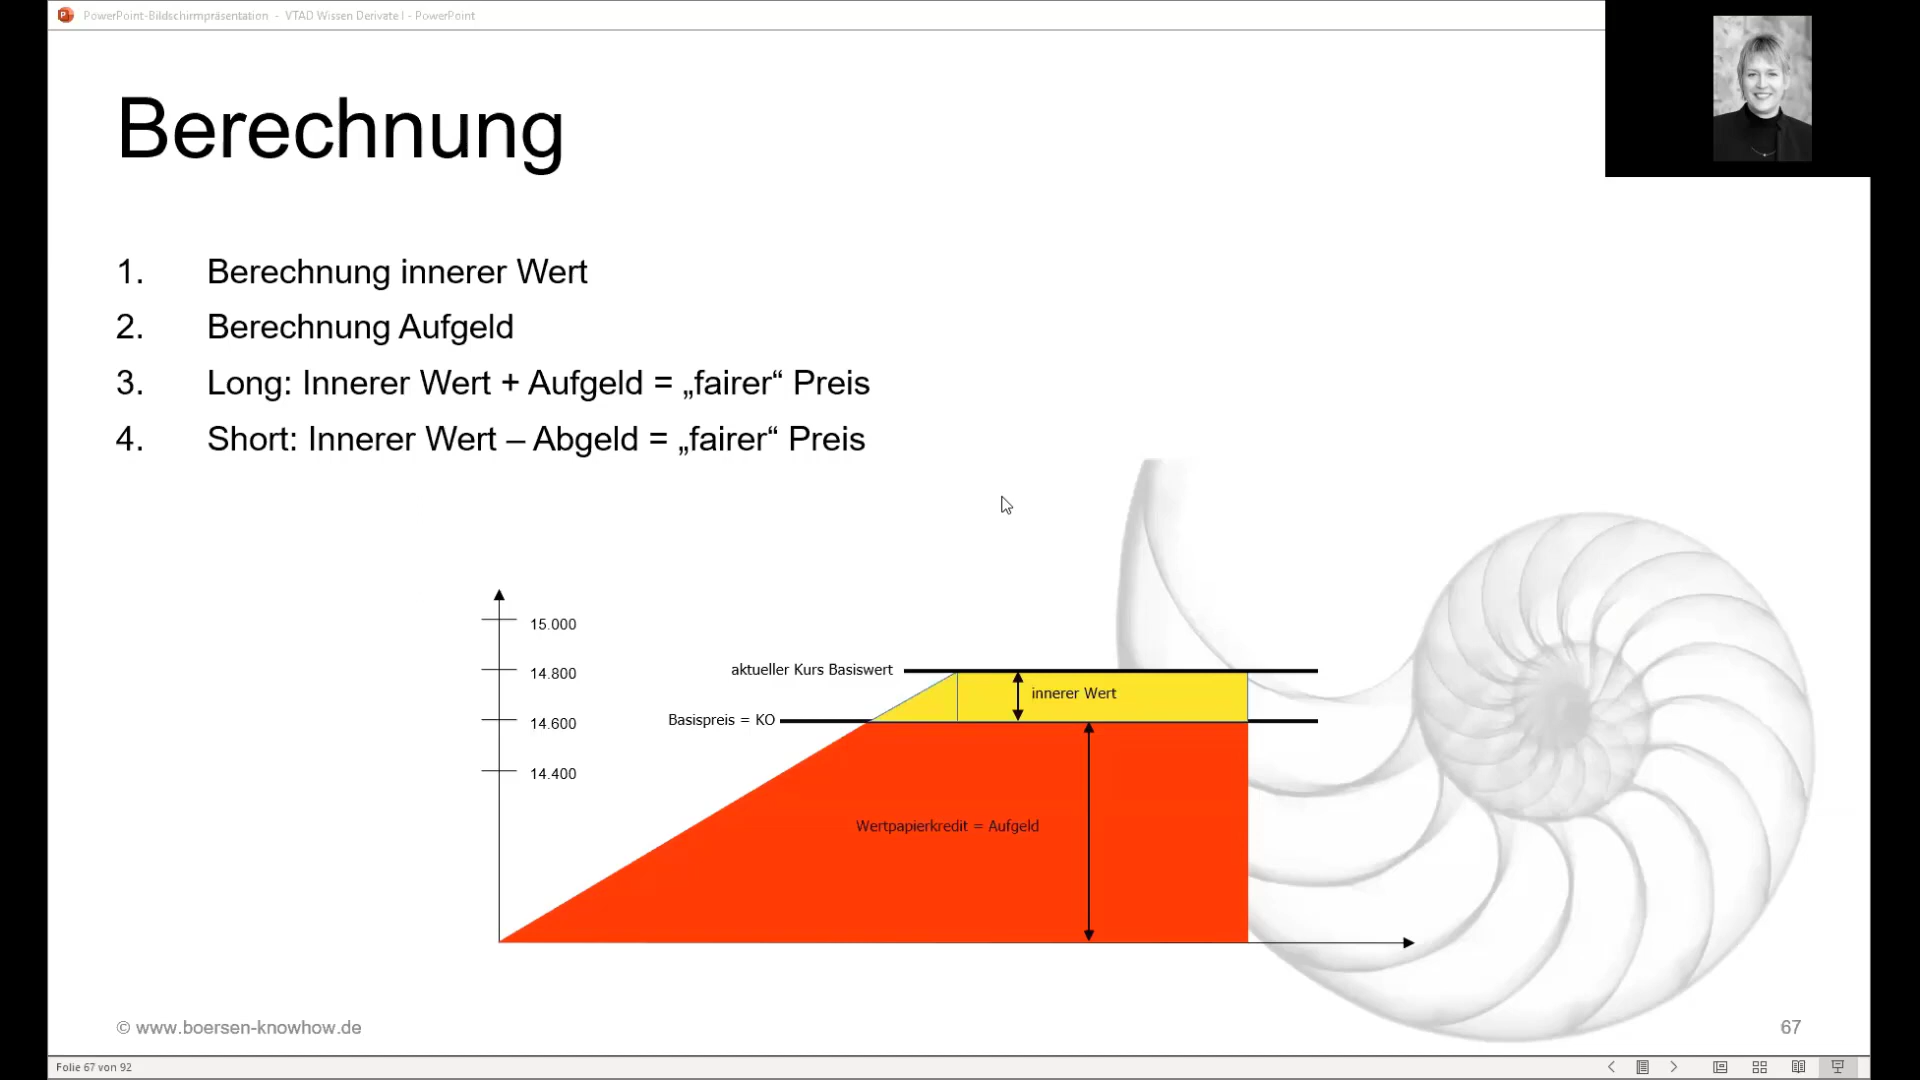 PowerPoint-Bildschirmpräsentation - VTAD Wissen Derivate I - PowerPoint
Berechnung
1. Berechnung innerer Wert
2. Berechnung Aufgeld
3. Long: Innerer Wert + Aufgeld = „fairer“ Preis
4. Short: Innerer Wert – Abgeld = „fairer“ Preis
15.000
14.800
aktueller Kurs Basiswert
innerer Wert
Basispreis = KO
14.600
14.400
Wertpapierkredit = Aufgeld
© www.boersen-knowhow.de
67
Folie 67 von 92